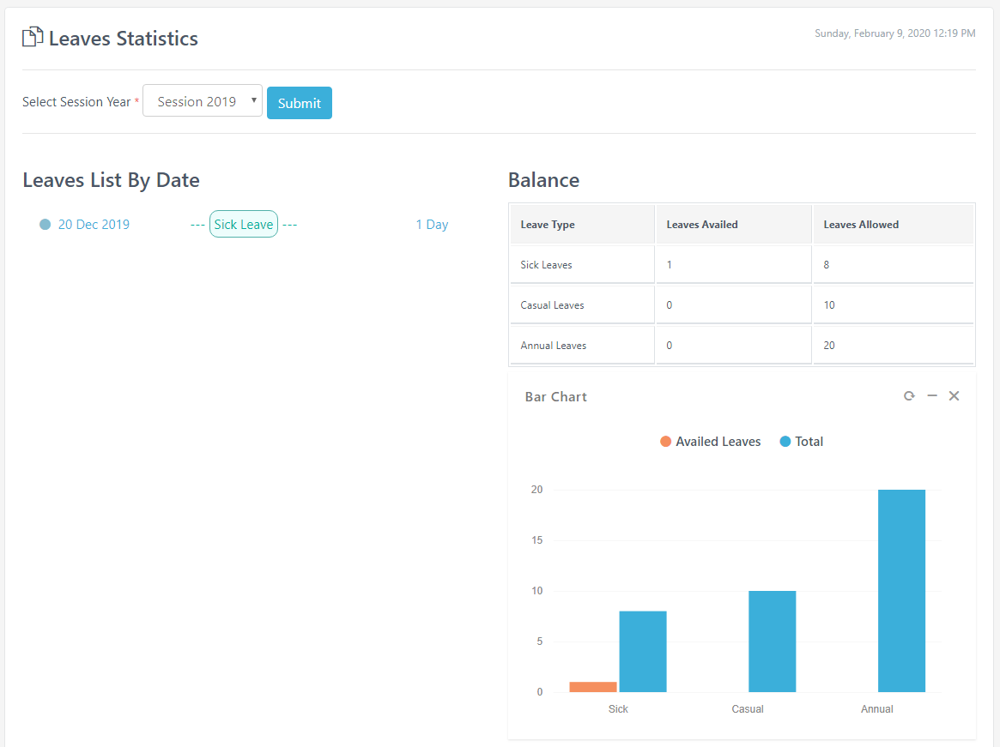 Leaves Statistics
Sunday, February 9, 2020 12:19 PM
Select Session Year * Session 2019 Submit
Leaves List By Date
20 Dec 2019 --- Sick Leave --- 1 Day
Balance
Leave Type Leaves Availed Leaves Allowed
Sick Leaves 1 8
Casual Leaves 0 10
Annual Leaves 0 20
Bar Chart
Availed Leaves Total
20
15
10
5
0
Sick Casual Annual